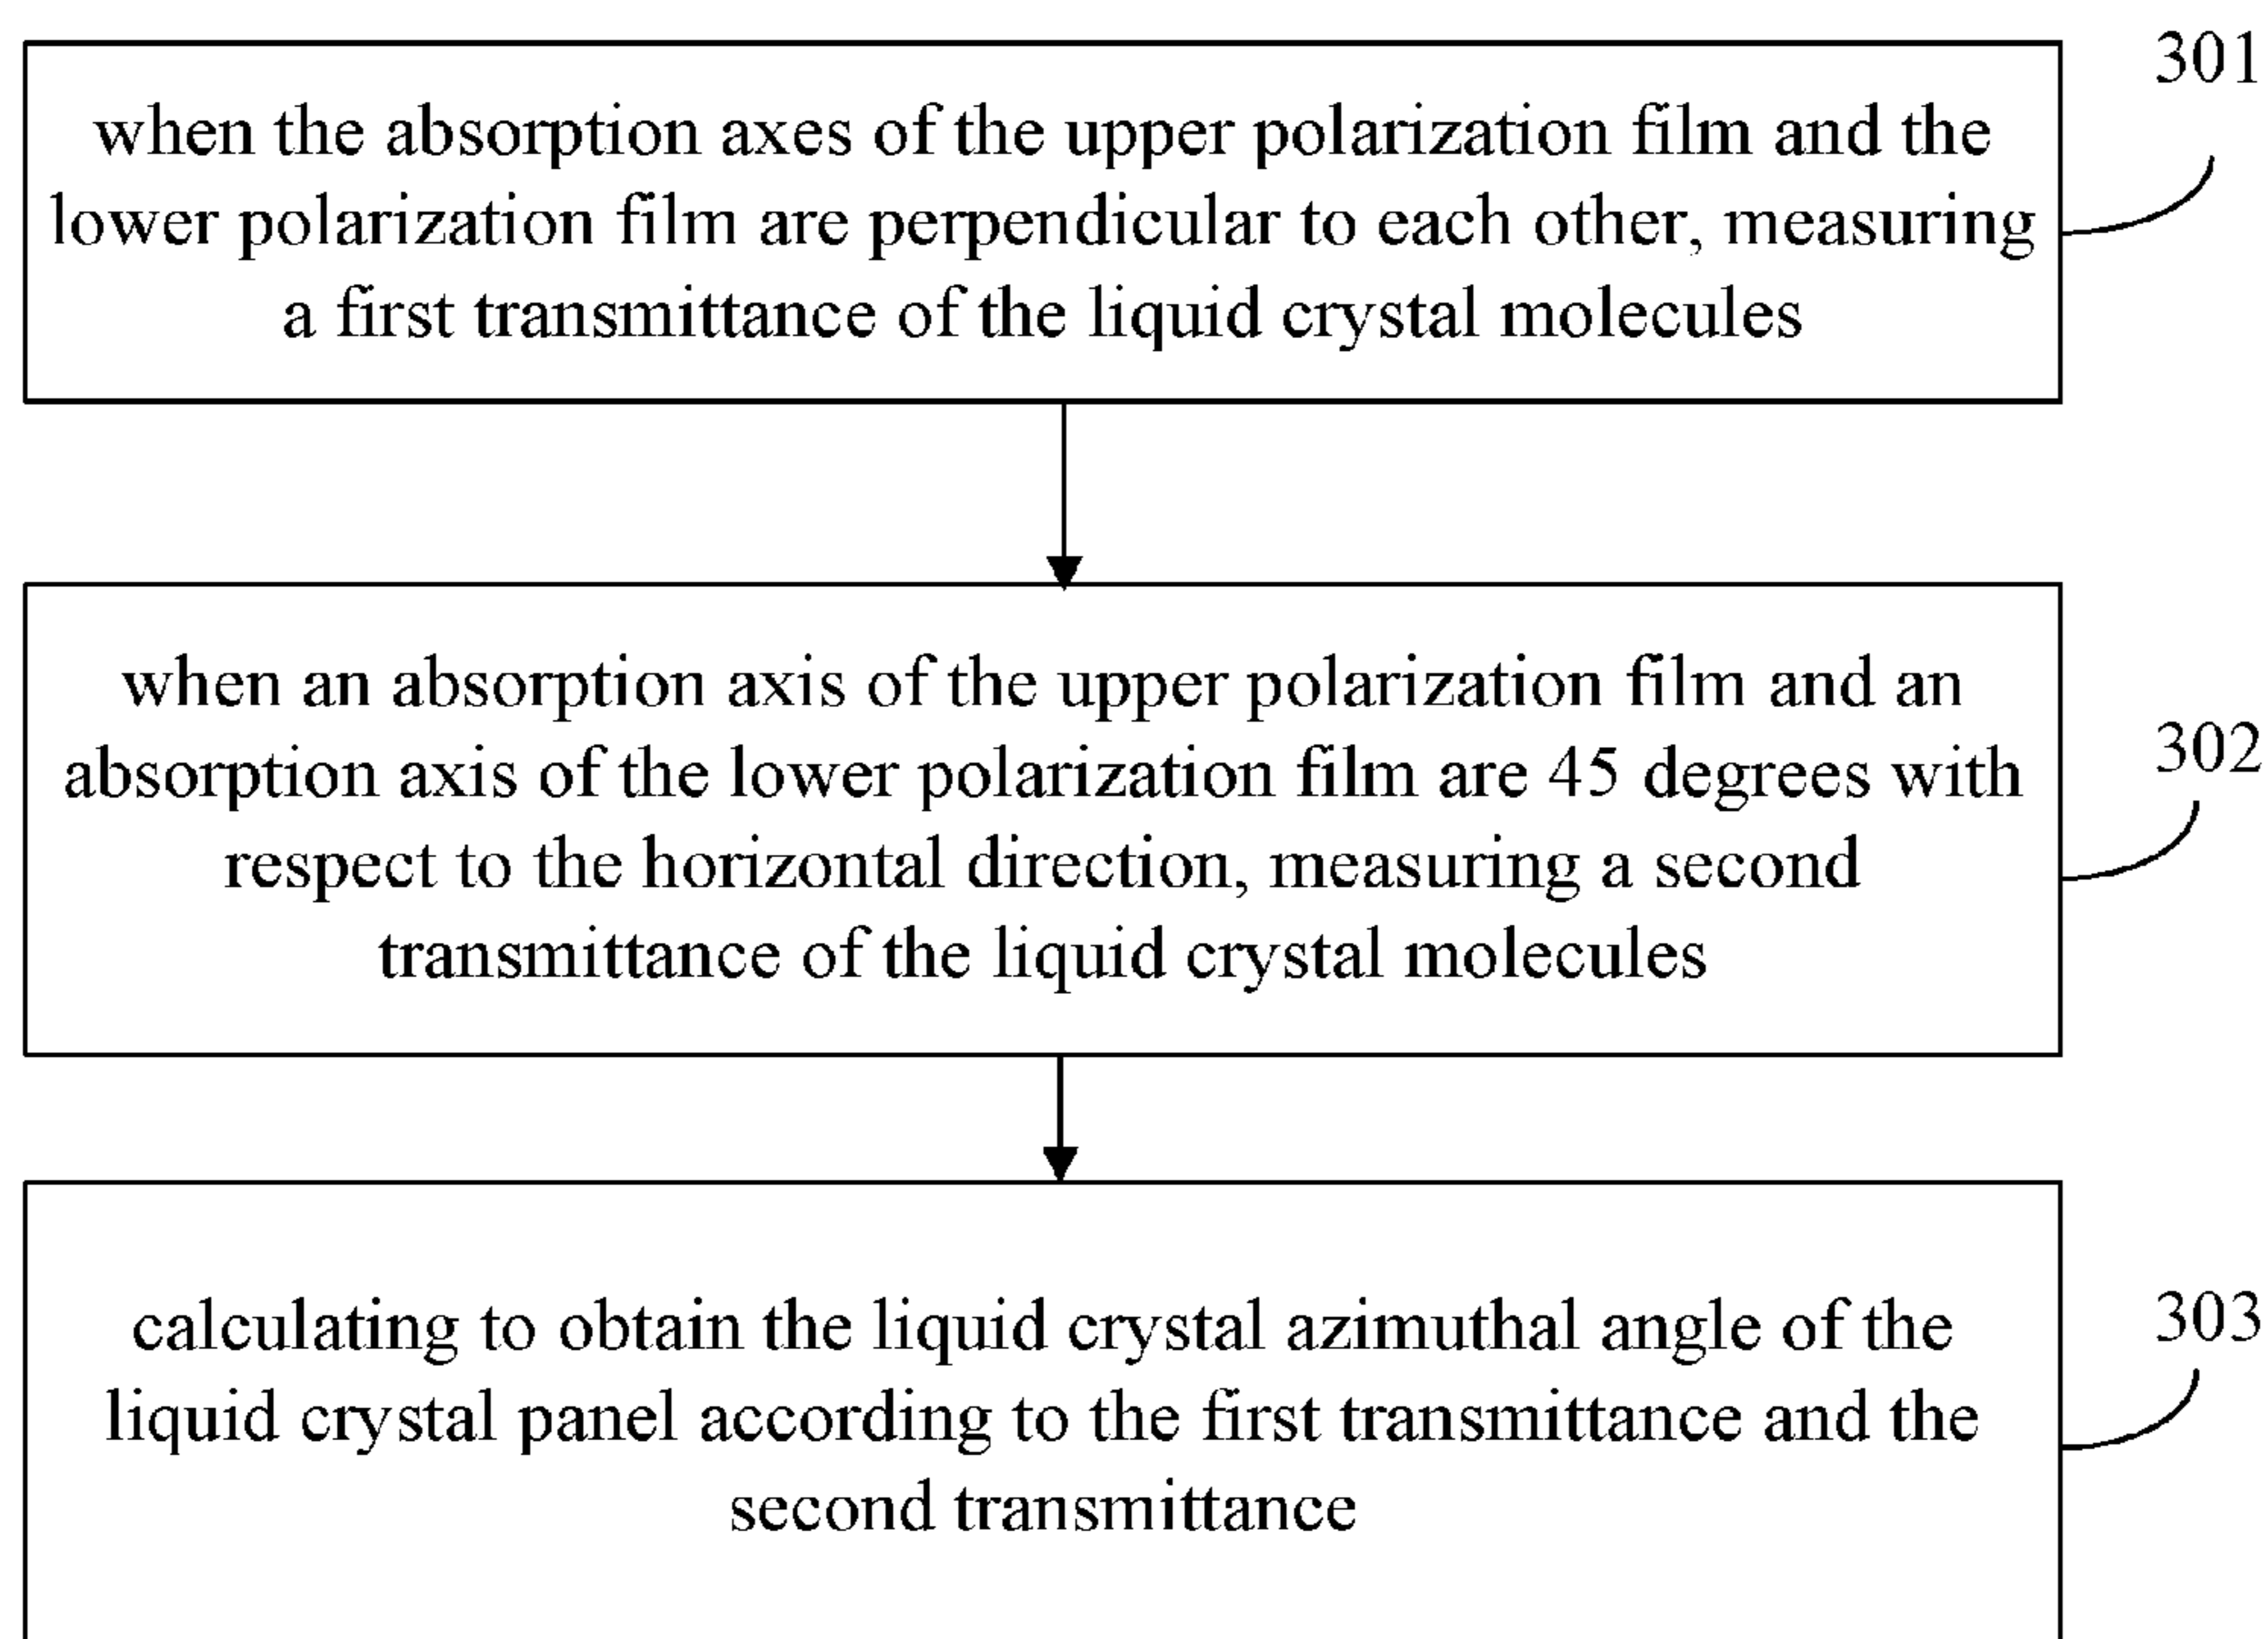 301
when the absorption axes of the upper polarization film and the
lower polarization film are perpendicular to each other, measuring
a first transmittance of the liquid crystal molecules
when an absorption axis of the upper polarization film and an
absorption axis of the lower polarization film are 45 degrees with
respect to the horizontal direction, measuring a second
transmittance of the liquid crystal molecules
302
calculating to obtain the liquid crystal azimuthal angle of the
liquid crystal panel according to the first transmittance and the
second transmittance
303